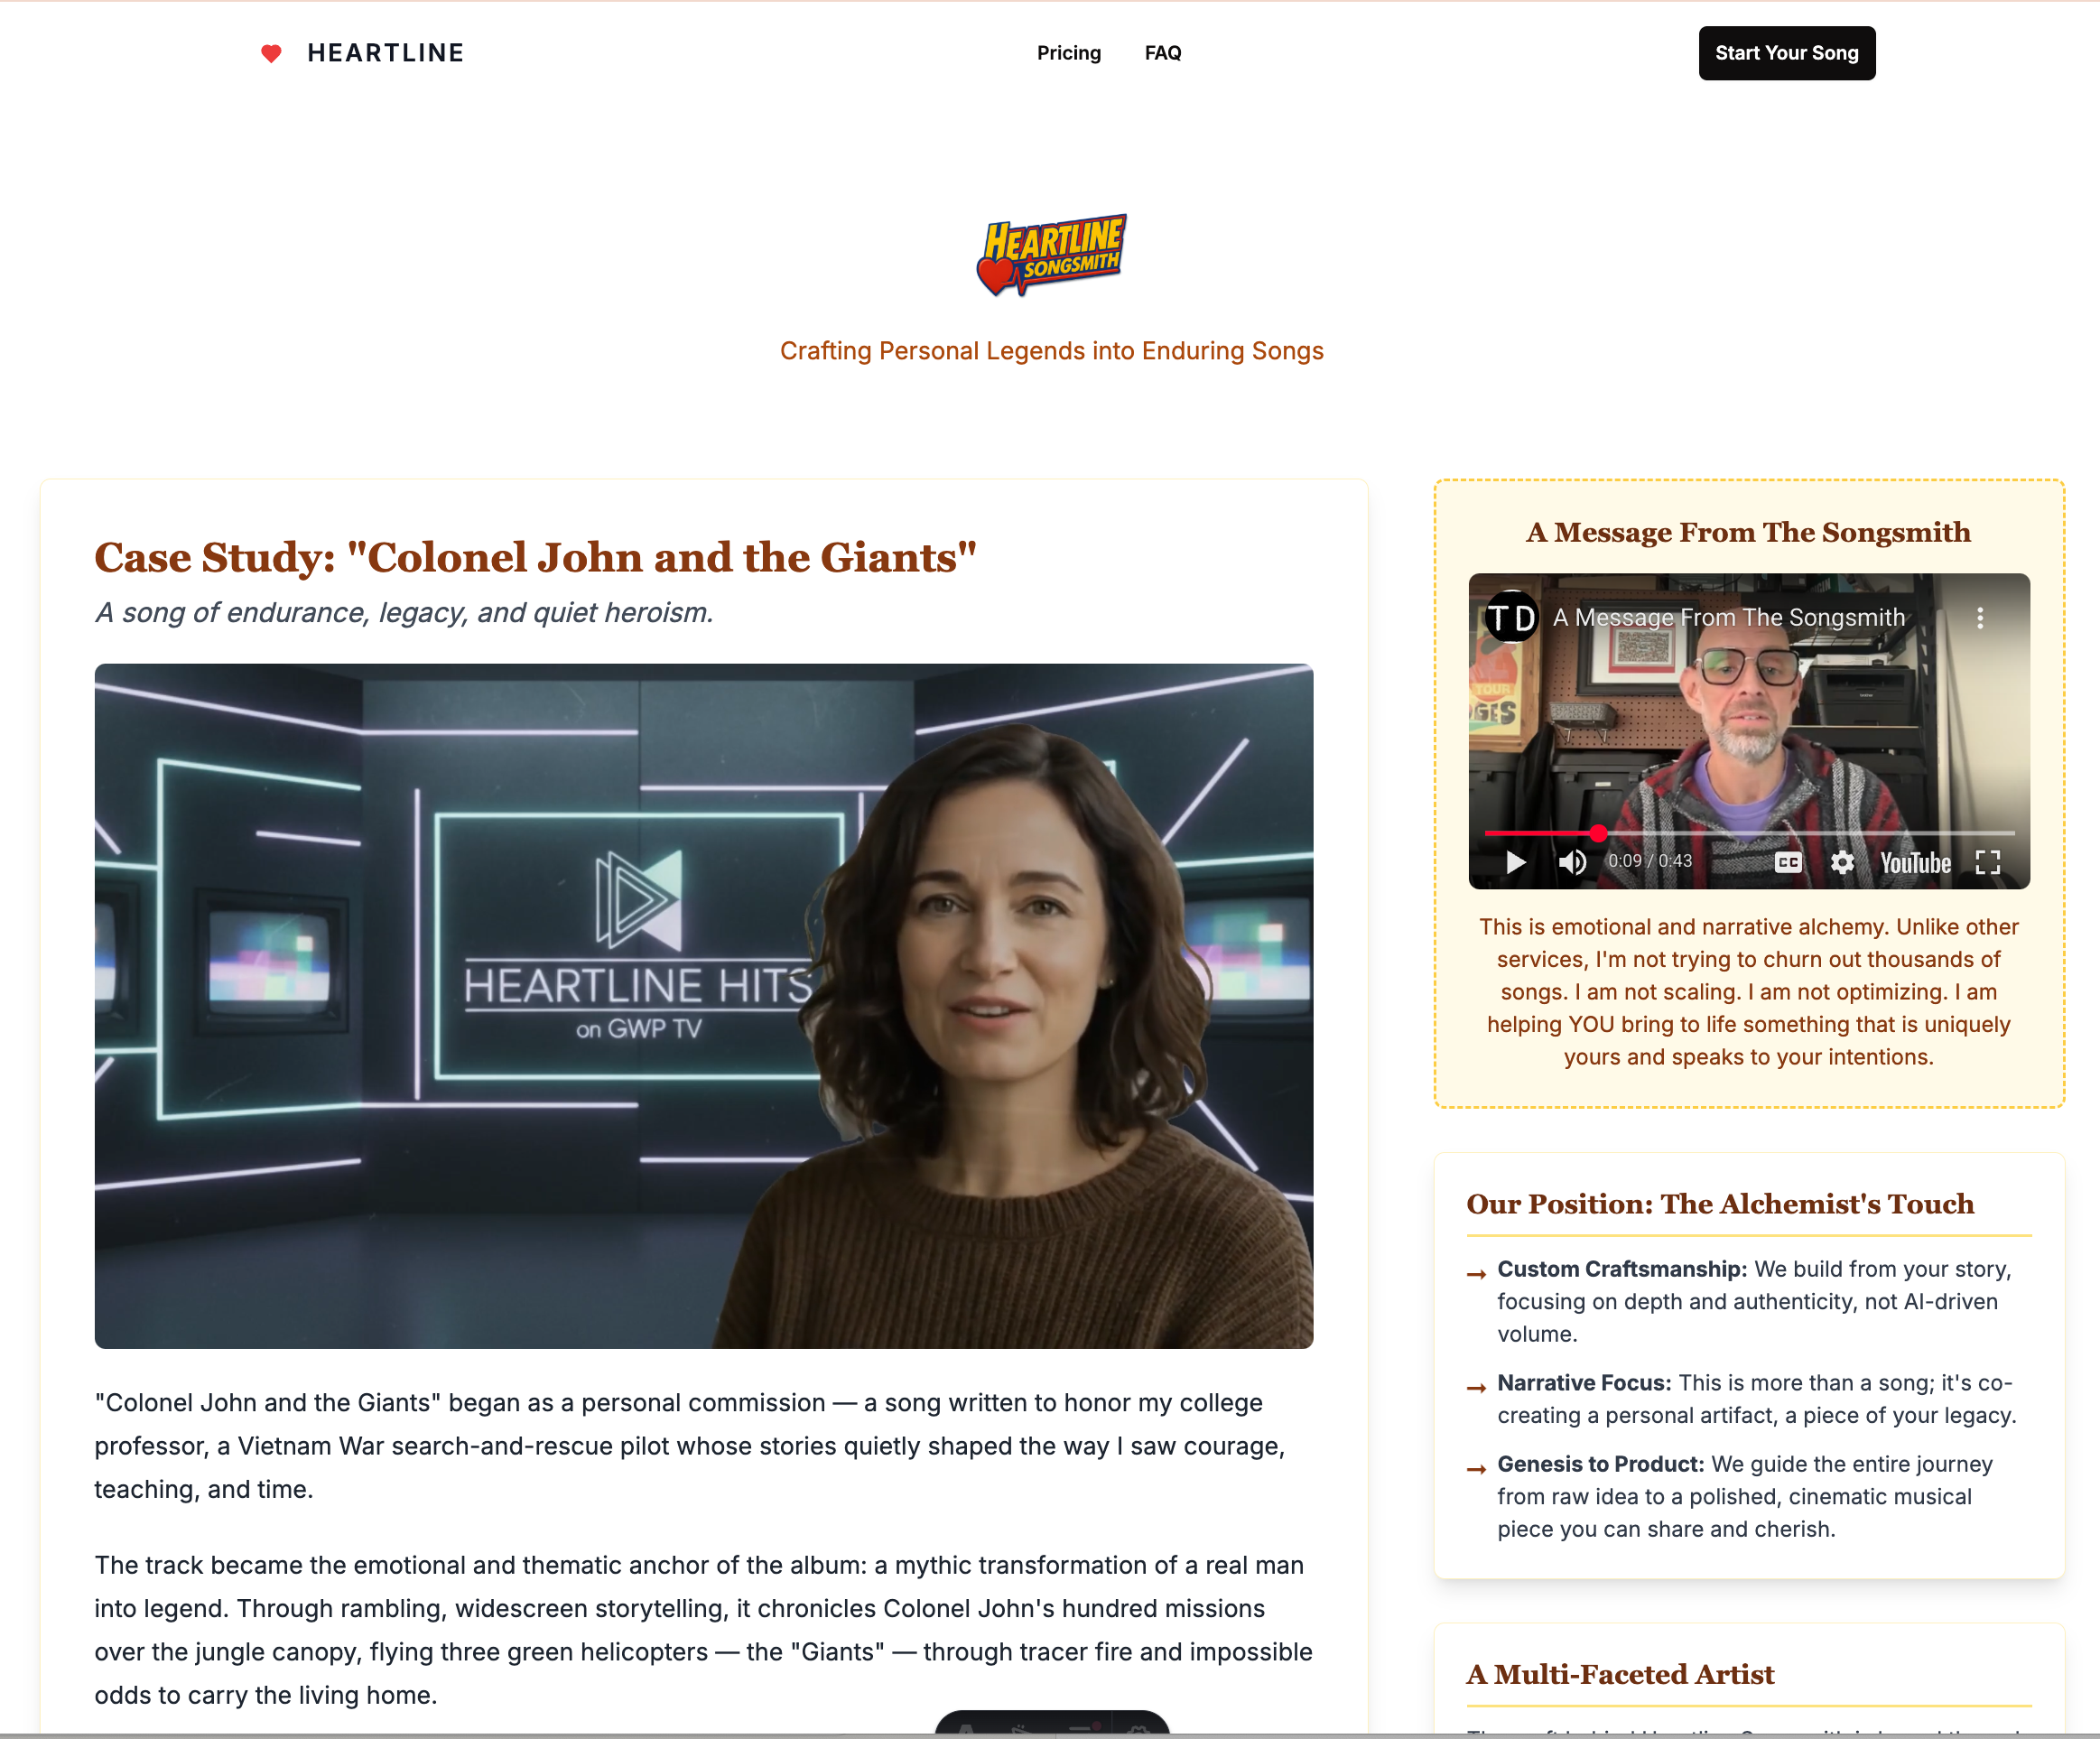 HEARTLINE
Pricing
FAQ
Start Your Song
HEARTLINE
SONGSMITH
Crafting Personal Legends into Enduring Songs
Case Study: "Colonel John and the Giants"
A song of endurance, legacy, and quiet heroism.
HEARTLINE HITS
on GWP TV
"Colonel John and the Giants" began as a personal commission — a song written to honor my college
professor, a Vietnam War search-and-rescue pilot whose stories quietly shaped the way I saw courage,
teaching, and time.
The track became the emotional and thematic anchor of the album: a mythic transformation of a real man
into legend. Through rambling, widescreen storytelling, it chronicles Colonel John's hundred missions
over the jungle canopy, flying three green helicopters — the "Giants" — through tracer fire and impossible
odds to carry the living home.
A Message From The Songsmith
TD
A Message From The Songsmith
TOUR
GES
0:09 / 0:43
CC
YouTube
This is emotional and narrative alchemy. Unlike other
services, I'm not trying to churn out thousands of
songs. I am not scaling. I am not optimizing. I am
helping YOU bring to life something that is uniquely
yours and speaks to your intentions.
Our Position: The Alchemist's Touch
→ Custom Craftsmanship: We build from your story,
focusing on depth and authenticity, not AI-driven
volume.
→ Narrative Focus: This is more than a song; it's co-
creating a personal artifact, a piece of your legacy.
→ Genesis to Product: We guide the entire journey
from raw idea to a polished, cinematic musical
piece you can share and cherish.
A Multi-Faceted Artist